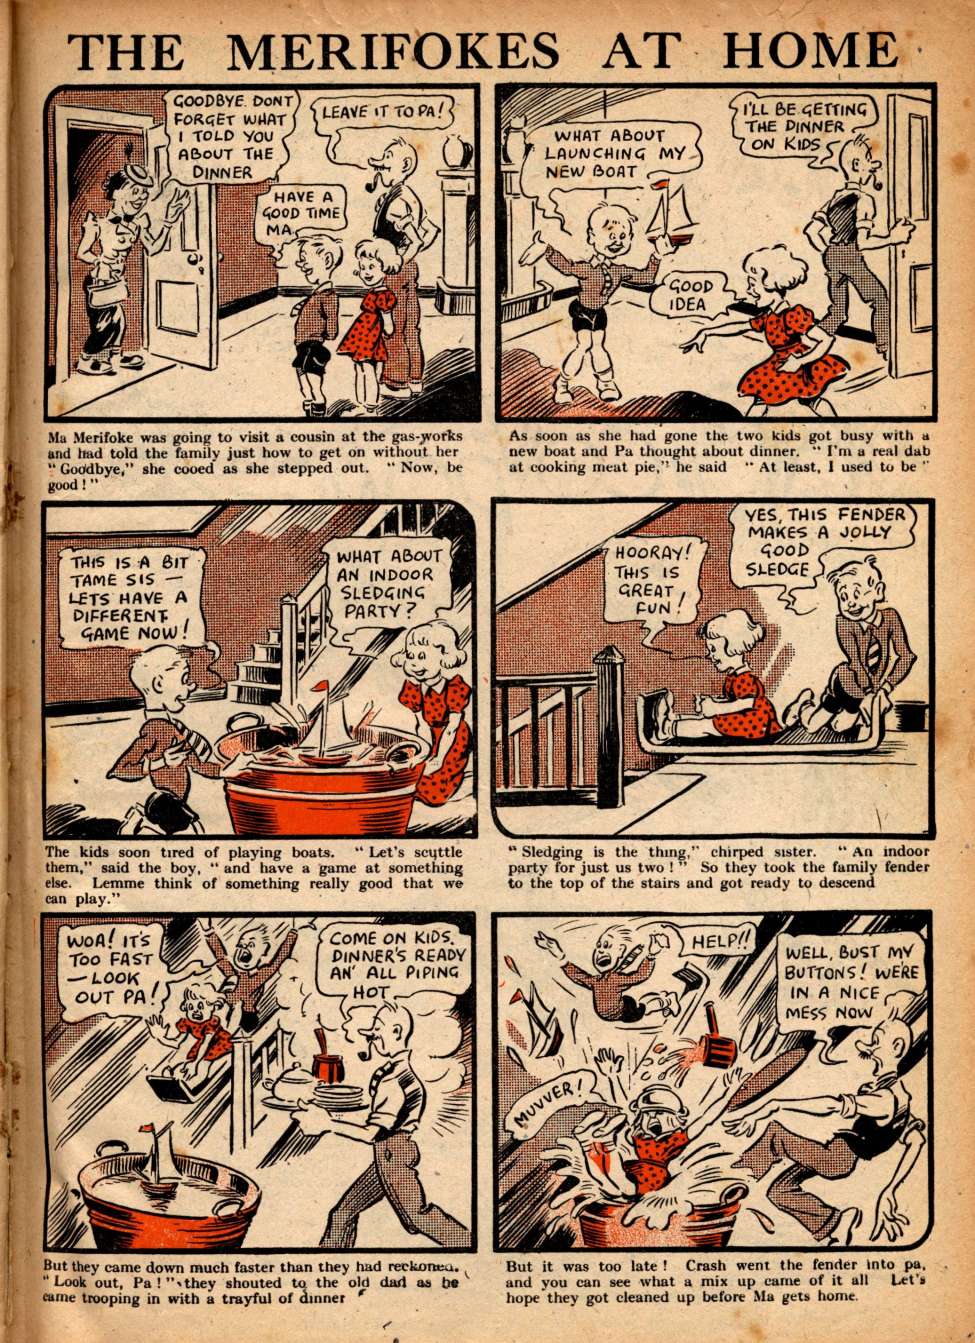 THE MERIFOKES AT HOME
GOODBYE. DONT
FORGET WHAT
I TOLD YOU
ABOUT THE
DINNER
LEAVE IT TO PA!
HAVE A
GOOD TIME
MA.
Ma Merifoke was going to visit a cousin at the gas-works
and had told the family just how to get on without her
" Goodbye," she cooed as she stepped out. " Now, be
good ! "
WHAT ABOUT
LAUNCHING MY
NEW BOAT
I'LL BE GETTING
THE DINNER
ON KIDS
GOOD
IDEA
As soon as she had gone the two kids got busy with a
new boat and Pa thought about dinner. " I'm a real dab
at cooking meat pie," he said " At least, I used to be "
THIS IS A BIT
TAME SIS —
LETS HAVE A
DIFFERENT
GAME NOW!
WHAT ABOUT
AN INDOOR
SLEDGING
PARTY?
The kids soon tired of playing boats. " Let's scuttle
them," said the boy, " and have a game at something
else. Lemme think of something really good that we
can play."
HOORAY!
THIS IS
GREAT
FUN!
YES, THIS FENDER
MAKES A JOLLY
GOOD
SLEDGE
" Sledging is the thing," chirped sister. " An indoor
party for just us two ! " So they took the family fender
to the top of the stairs and got ready to descend
WOA! IT'S
TOO FAST
— LOOK
OUT PA!
COME ON KIDS.
DINNER'S READY
AN' ALL PIPING
HOT
But they came down much faster than they had reckoned.
" Look out, Pa ! " they shouted to the old dad as he
came trooping in with a trayful of dinner
HELP!!
WELL, BUST MY
BUTTONS! WE'RE
IN A NICE
MESS NOW
MUVVER!
But it was too late ! Crash went the fender into pa,
and you can see what a mix up came of it all Let's
hope they got cleaned up before Ma gets home.